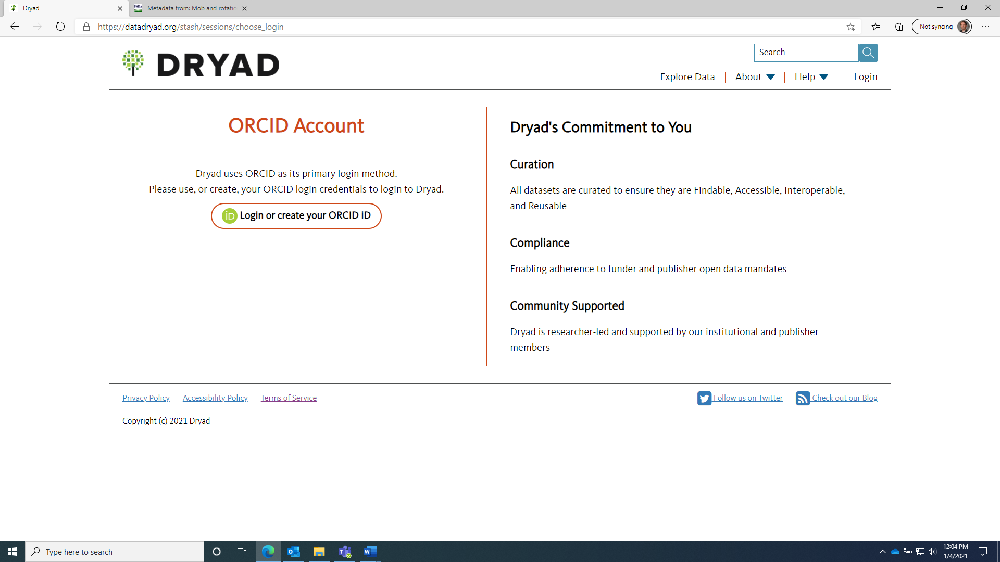 Dryad
USDA
Metadata from: Mob and rotatio
https://datadryad.org/stash/sessions/choose_login
Not syncing
DRYAD
Search
Explore Data
About
Help
Login
ORCID Account
Dryad uses ORCID as its primary login method.
Please use, or create, your ORCID login credentials to login to Dryad.
iD Login or create your ORCID iD
Dryad's Commitment to You
Curation
All datasets are curated to ensure they are Findable, Accessible, Interoperable,
and Reusable
Compliance
Enabling adherence to funder and publisher open data mandates
Community Supported
Dryad is researcher-led and supported by our institutional and publisher
members
Privacy Policy
Accessibility Policy
Terms of Service
Follow us on Twitter
Check out our Blog
Copyright (c) 2021 Dryad
Type here to search
12:04 PM
1/4/2021